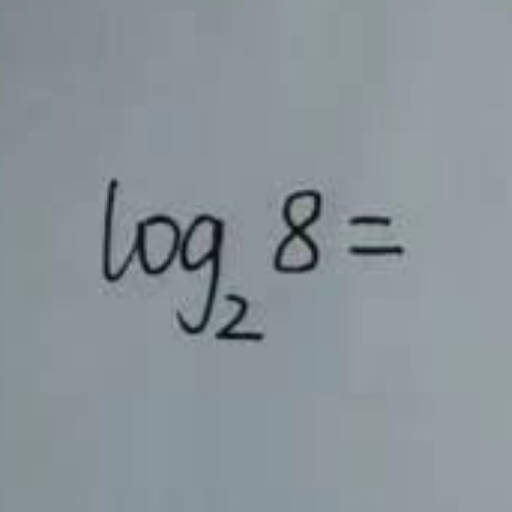 log₂ 8 =